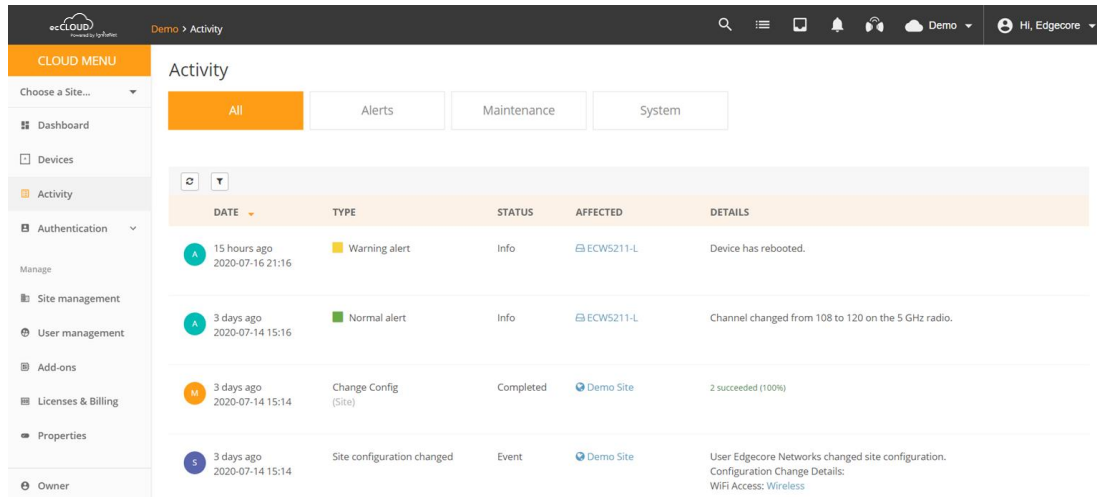 ecCLOUD
Powered by IgniteNet
Demo > Activity
Demo
Hi, Edgecore
CLOUD MENU
Choose a Site...
Dashboard
Devices
Activity
Authentication
Manage
Site management
User management
Add-ons
Licenses & Billing
Properties
Owner
Activity
All
Alerts
Maintenance
System
DATE TYPE STATUS AFFECTED DETAILS
A 15 hours ago Warning alert Info ECW5211-L Device has rebooted.
2020-07-16 21:16
A 3 days ago Normal alert Info ECW5211-L Channel changed from 108 to 120 on the 5 GHz radio.
2020-07-14 15:16
M 3 days ago Change Config Completed Demo Site 2 succeeded (100%)
2020-07-14 15:14 (Site)
S 3 days ago Site configuration changed Event Demo Site User Edgecore Networks changed site configuration.
2020-07-14 15:14 Configuration Change Details:
WiFi Access: Wireless